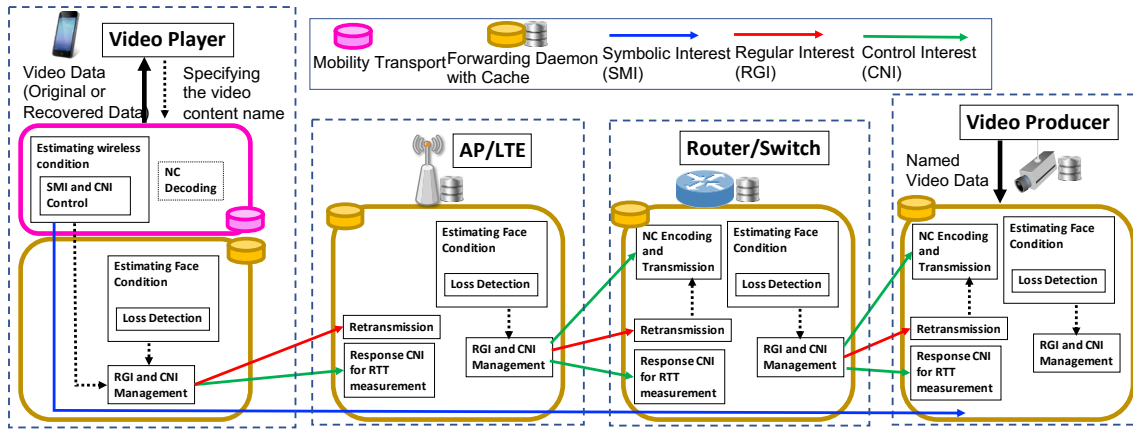 Video Player
Video Data
(Original or
Recovered Data)
Specifying
the video
content name
Mobility Transport
Forwarding Daemon
with Cache
Symbolic Interest
(SMI)
Regular Interest
(RGI)
Control Interest
(CNI)
Estimating wireless
condition
SMI and CNI
Control
NC
Decoding
Estimating Face
Condition
Loss Detection
RGI and CNI
Management
AP/LTE
Estimating Face
Condition
Loss Detection
Retransmission
Response CNI
for RTT
measurement
RGI and CNI
Management
Router/Switch
NC Encoding
and
Transmission
Estimating Face
Condition
Loss Detection
Retransmission
Response CNI
for RTT
measurement
RGI and CNI
Management
Video Producer
Named
Video Data
NC Encoding
and
Transmission
Estimating Face
Condition
Loss Detection
Retransmission
Response CNI
for RTT
measurement
RGI and CNI
Management